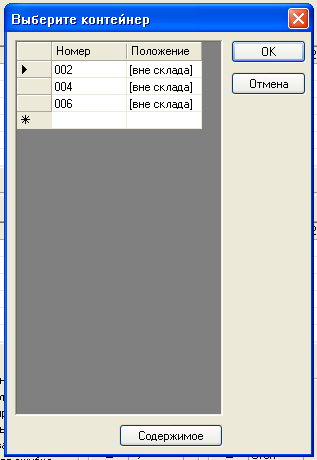 Выберите контейнер
Номер Положение
002 [вне склада]
004 [вне склада]
006 [вне склада]
OK
Отмена
Содержимое